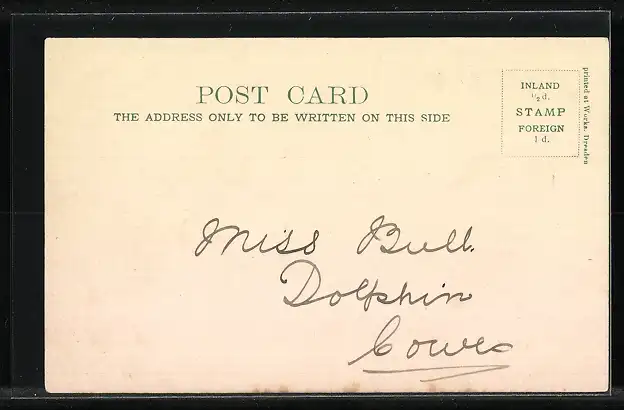 POST CARD
THE ADDRESS ONLY TO BE WRITTEN ON THIS SIDE
INLAND
½ d.
STAMP
FOREIGN
1 d.
printed at Works. Dresden
Miss Bull.
Dolphin
Cowes